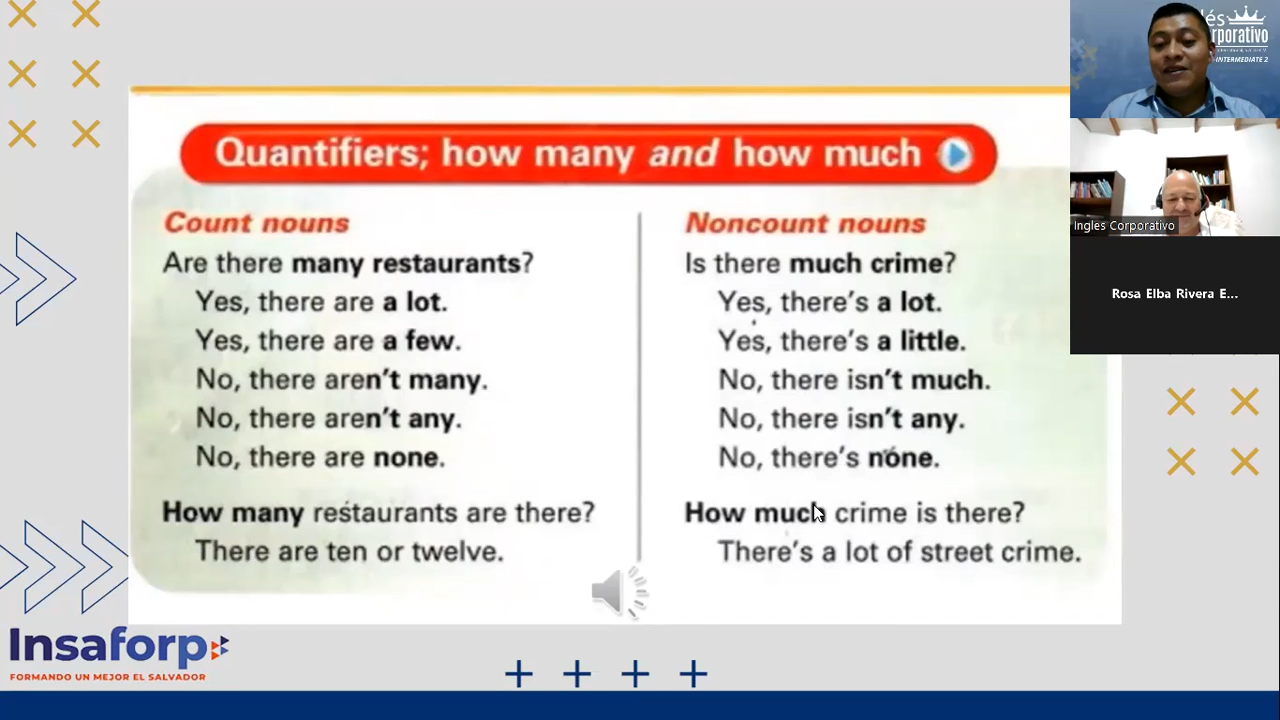 Quantifiers; how many and how much
Count nouns
Are there many restaurants?
Yes, there are a lot.
Yes, there are a few.
No, there aren't many.
No, there aren't any.
No, there are none.
How many restaurants are there?
There are ten or twelve.
Noncount nouns
Is there much crime?
Yes, there's a lot.
Yes, there's a little.
No, there isn't much.
No, there isn't any.
No, there's none.
How much crime is there?
There's a lot of street crime.
Insaforp
FORMANDO UN MEJOR EL SALVADOR
INTERMEDIATE 2
Ingles Corporativo
Rosa Elba Rivera E...